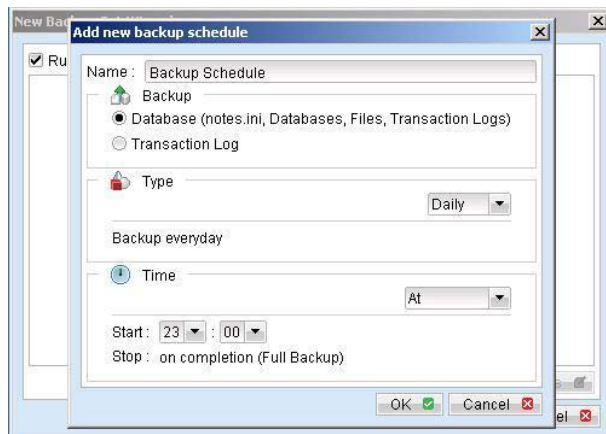 New Ba
Add new backup schedule
Ru
Name : Backup Schedule
Backup
Database (notes.ini, Databases, Files, Transaction Logs)
Transaction Log
Type
Daily
Backup everyday
Time
At
Start : 23 : 00
Stop : on completion (Full Backup)
OK Cancel
el